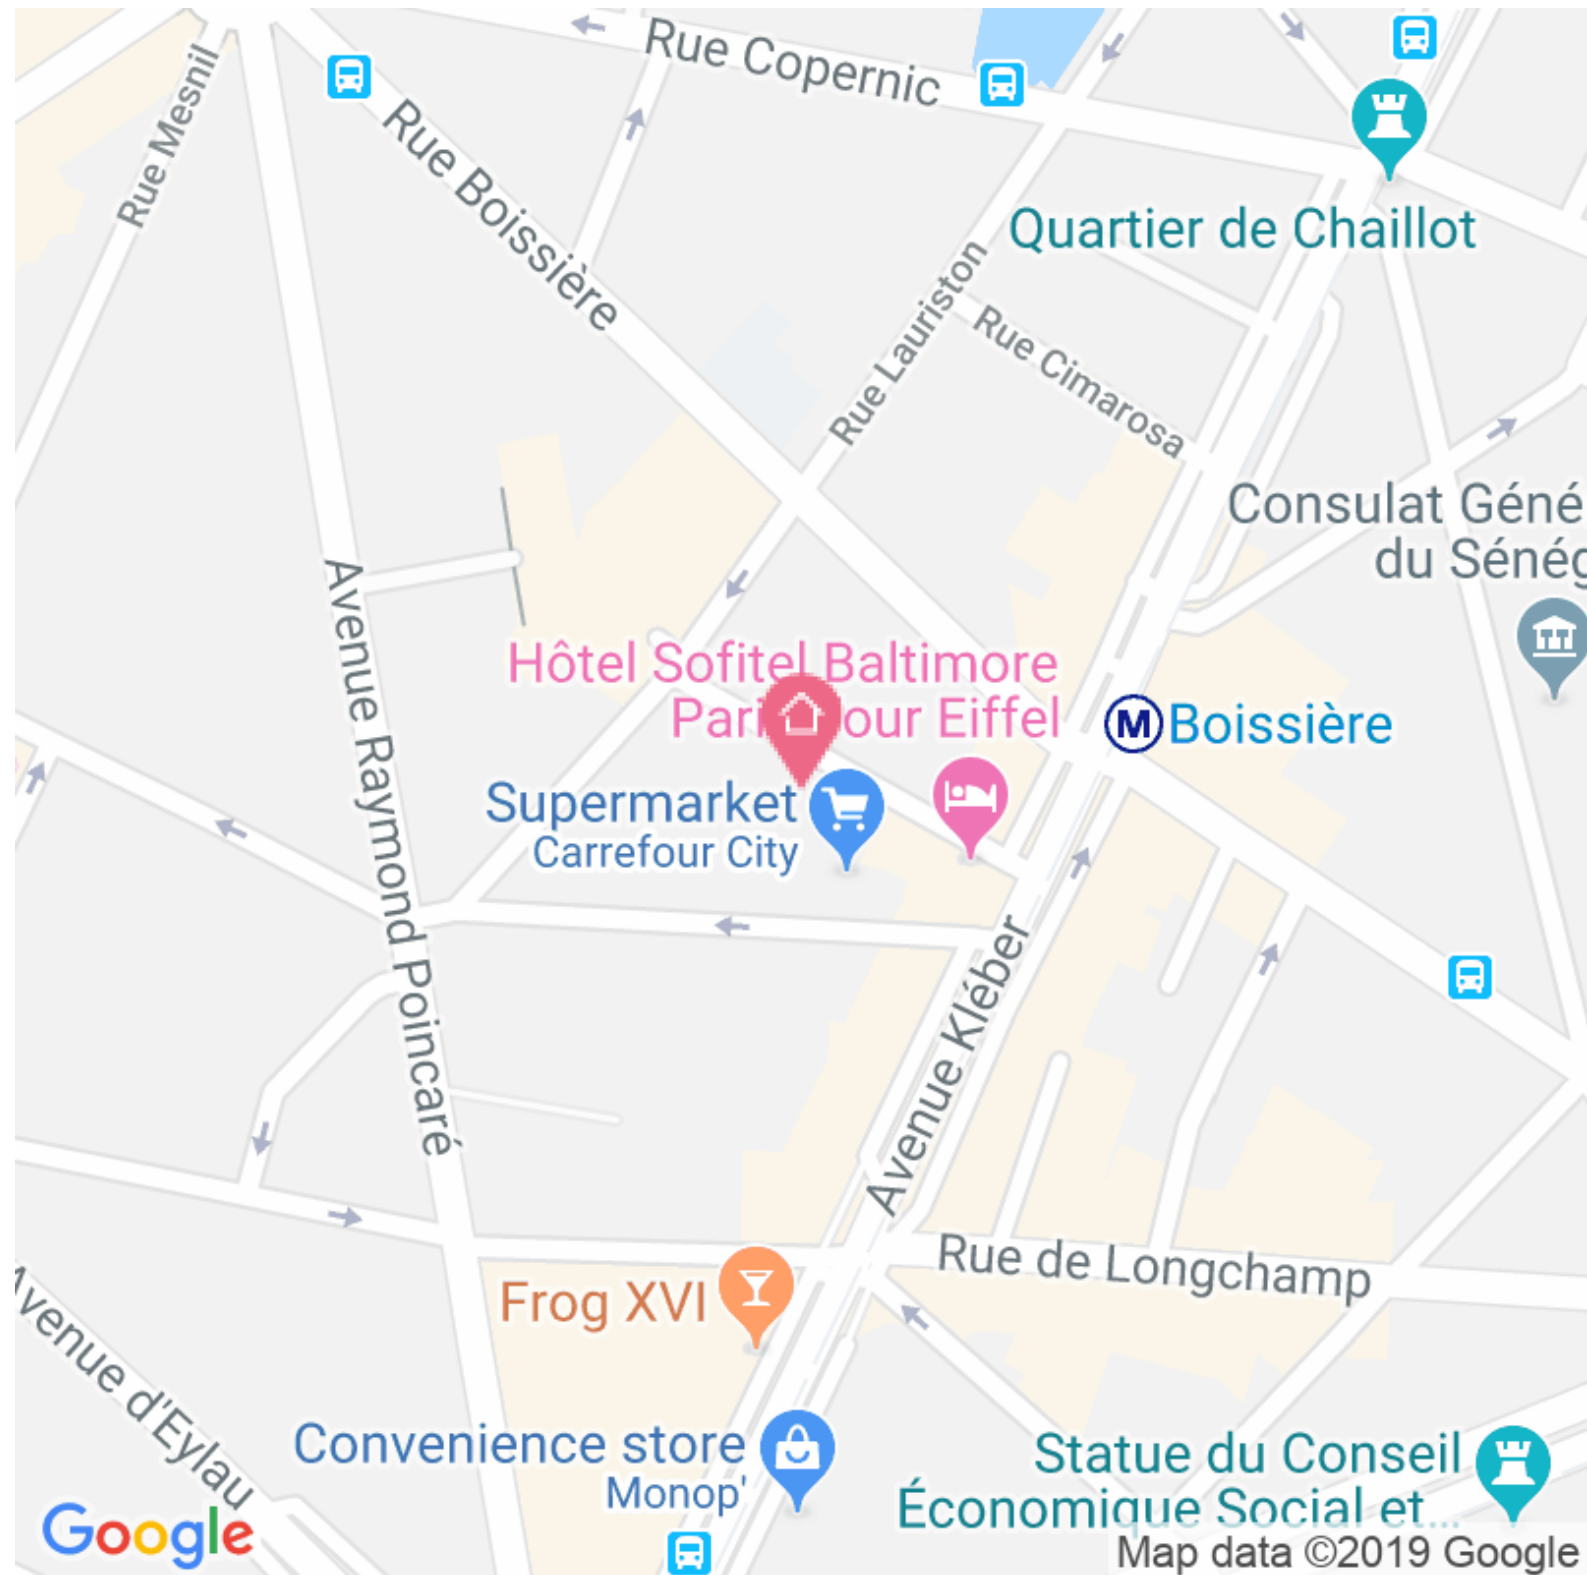 Rue Copernic
Rue Mesnil
Rue Boissière
Quartier de Chaillot
Rue Lauriston
Rue Cimarosa
Consulat Géné
du Sénég
Avenue Raymond Poincaré
Hôtel Sofitel Baltimore
Pari our Eiffel
M Boissière
Supermarket
Carrefour City
Avenue Kléber
Rue de Longchamp
Frog XVI
Avenue d'Eylau
Convenience store
Monop'
Statue du Conseil
Économique Social et...
Google
Map data ©2019 Google